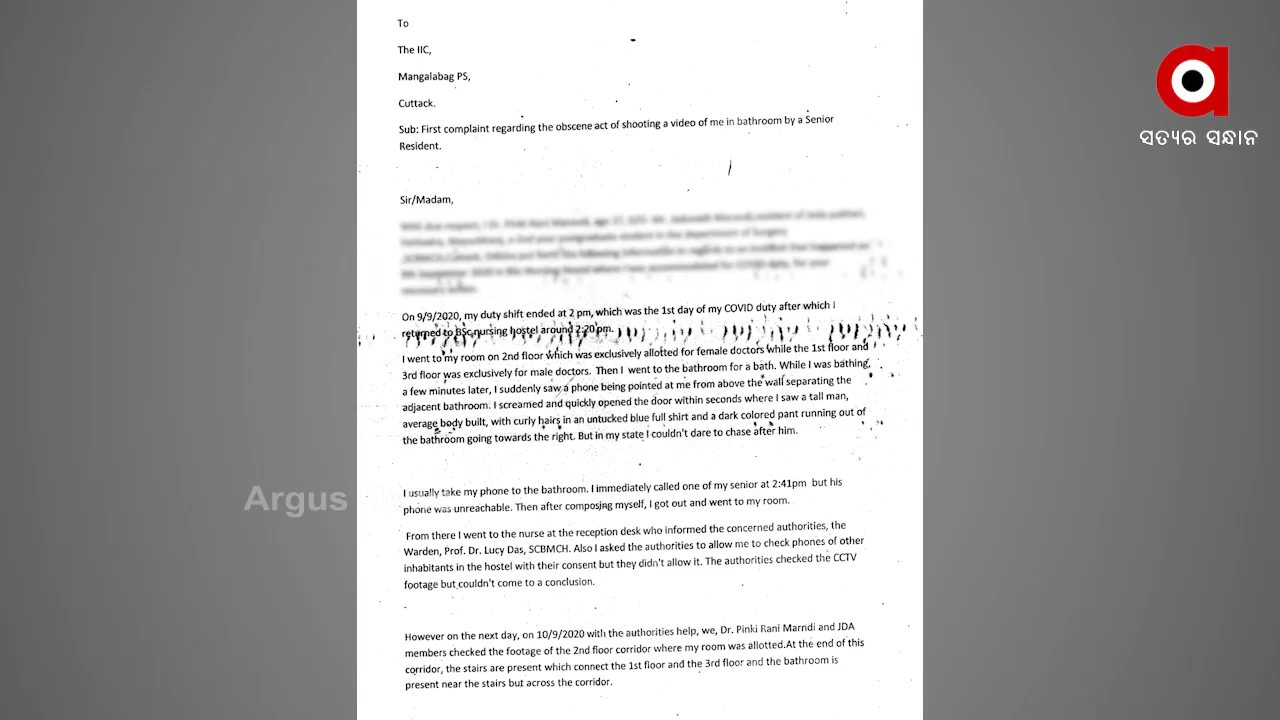 To
The IIC,
Mangalabag PS,
Cuttack.
Sub: First complaint regarding the obscene act of shooting a video of me in bathroom by a Senior
Resident.
Sir/Madam,
On 9/9/2020, my duty shift ended at 2 pm, which was the 1st day of my COVID duty after which I
returned to BSc nursing hostel around 2:20 pm.
I went to my room on 2nd floor which was exclusively allotted for female doctors while the 1st floor and
3rd floor was exclusively for male doctors. Then I went to the bathroom for a bath. While I was bathing,
a few minutes later, I suddenly saw a phone being pointed at me from above the wall separating the
adjacent bathroom. I screamed and quickly opened the door within seconds where I saw a tall man,
average body built, with curly hairs in an untucked blue full shirt and a dark colored pant running out of
the bathroom going towards the right. But in my state I couldn't dare to chase after him.
I usually take my phone to the bathroom. I immediately called one of my senior at 2:41pm but his
phone was unreachable. Then after composing myself, I got out and went to my room.
From there I went to the nurse at the reception desk who informed the concerned authorities, the
Warden, Prof. Dr. Lucy Das, SCBMCH. Also I asked the authorities to allow me to check phones of other
inhabitants in the hostel with their consent but they didn't allow it. The authorities checked the CCTV
footage but couldn't come to a conclusion.
However on the next day, on 10/9/2020 with the authorities help, we, Dr. Pinki Rani Marndi and JDA
members checked the footage of the 2nd floor corridor where my room was allotted.At the end of this
corridor, the stairs are present which connect the 1st floor and the 3rd floor and the bathroom is
present near the stairs but across the corridor.
Argus
a
ସତ୍ୟର ସନ୍ଧାନ